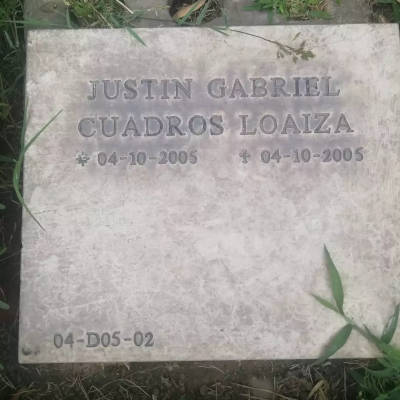 JUSTIN GABRIEL
CUADROS LOAIZA
✡ 04-10-2005 ✝ 04-10-2005
04-D05-02